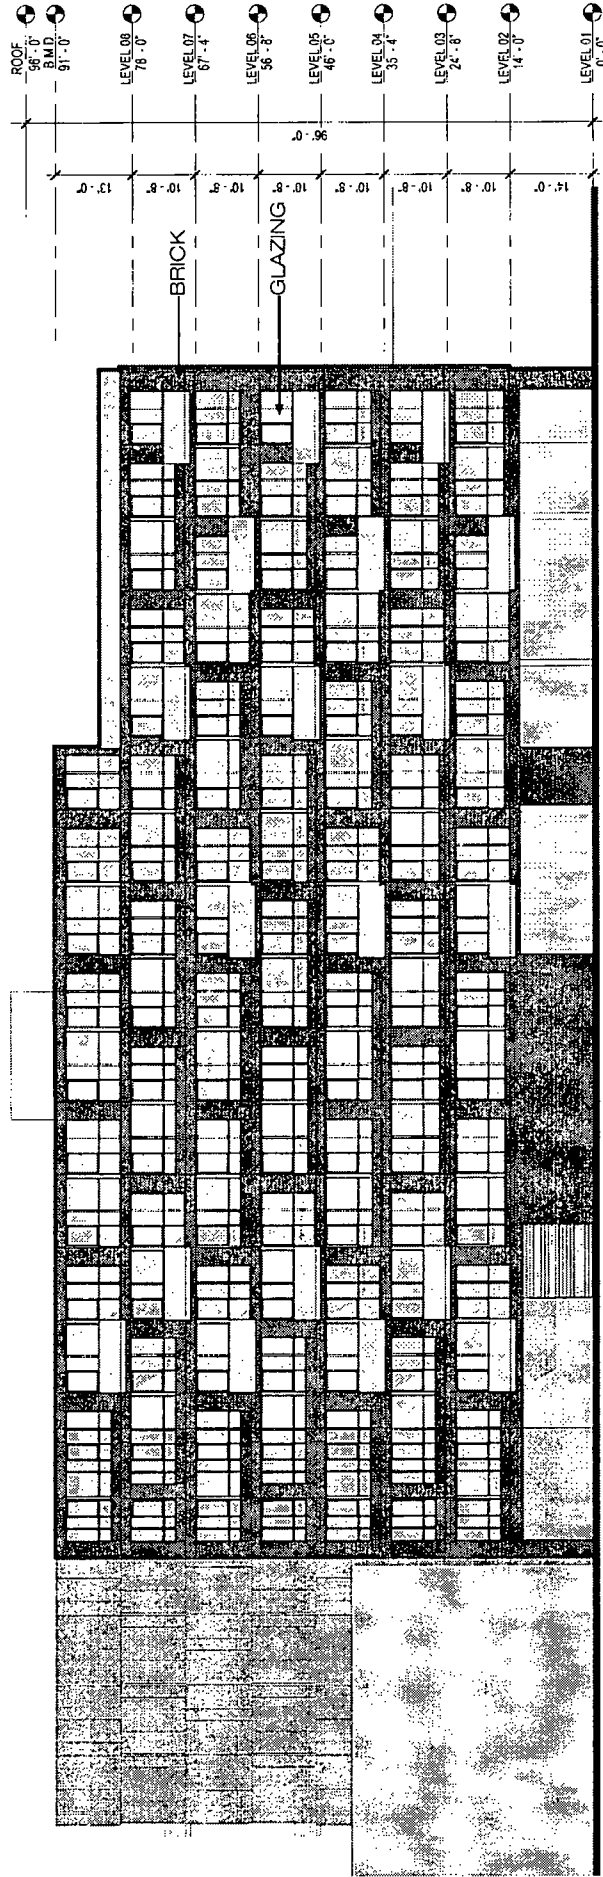 ROOF
96' - 0"
B M D
91' - 0"
LEVEL 08
78' - 0"
LEVEL 07
67' - 4"
LEVEL 06
56' - 8"
LEVEL 05
46' - 0"
LEVEL 04
35' - 4"
LEVEL 03
24' - 8"
LEVEL 02
14' - 0"
LEVEL 01
0' - 0"
96' - 0"
13' - 0"
10' - 8"
10' - 8"
10' - 8"
10' - 8"
10' - 8"
10' - 8"
14' - 0"
BRICK
GLAZING